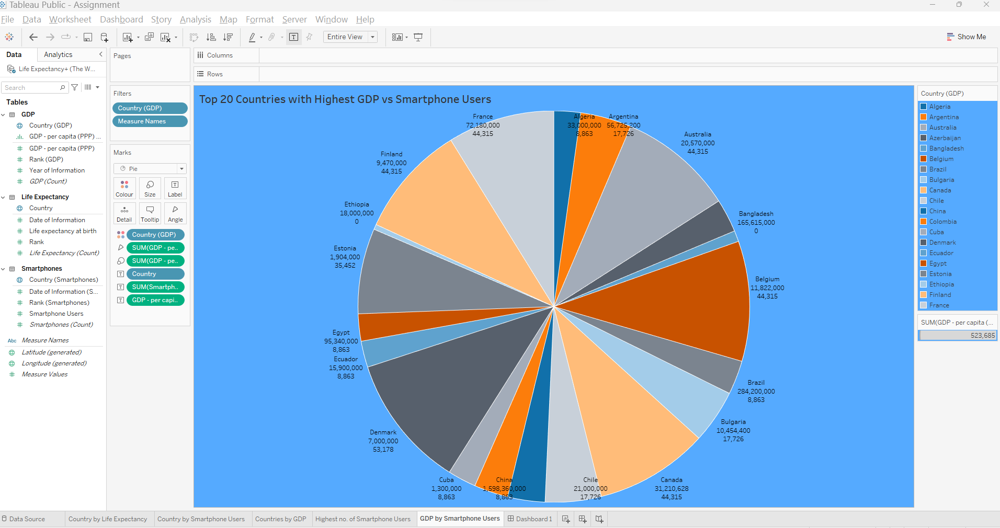 Tableau Public - Assignment
File Data Worksheet Dashboard Story Analysis Map Format Server Window Help
Entire View
Show Me
Data Analytics
Life Expectancy+ (The W...
Search
Tables
GDP
Country (GDP)
GDP - per capita (PPP) ...
GDP - per capita (PPP)
Rank (GDP)
Year of Information
GDP (Count)
Life Expectancy
Country
Date of Information
Life expectancy at birth
Rank
Life Expectancy (Count)
Smartphones
Country (Smartphones)
Date of Information (S...
Rank (Smartphones)
Smartphone Users
Smartphones (Count)
Abc Measure Names
Latitude (generated)
Longitude (generated)
Measure Values
Pages
Filters
Country (GDP)
Measure Names
Marks
Pie
Colour Size Label
Detail Tooltip Angle
Country (GDP)
SUM(GDP - pe..
SUM(GDP - pe..
Country
SUM(Smartph..
GDP - per capi..
Columns
Rows
Top 20 Countries with Highest GDP vs Smartphone Users
France
72,180,000
44,315
Algeria
33,000,000
8,863
Argentina
56,725,200
17,726
Australia
20,570,000
44,315
Bangladesh
165,615,000
0
Belgium
11,822,000
44,315
Brazil
284,200,000
8,863
Bulgaria
10,454,400
17,726
Canada
31,210,628
44,315
Chile
21,000,000
17,726
China
1,598,360,000
8,863
Cuba
1,300,000
8,863
Denmark
7,000,000
53,178
Ecuador
15,900,000
8,863
Egypt
95,340,000
8,863
Estonia
1,904,000
35,452
Ethiopia
18,000,000
0
Finland
9,470,000
44,315
Country (GDP)
Algeria
Argentina
Australia
Azerbaijan
Bangladesh
Belgium
Brazil
Bulgaria
Canada
Chile
China
Colombia
Cuba
Denmark
Ecuador
Egypt
Estonia
Ethiopia
Finland
France
SUM(GDP - per capita (...
523,685
Data Source Country by Life Expectancy Country by Smartphone Users Countries by GDP Highest no. of Smartphone Users GDP by Smartphone Users Dashboard 1